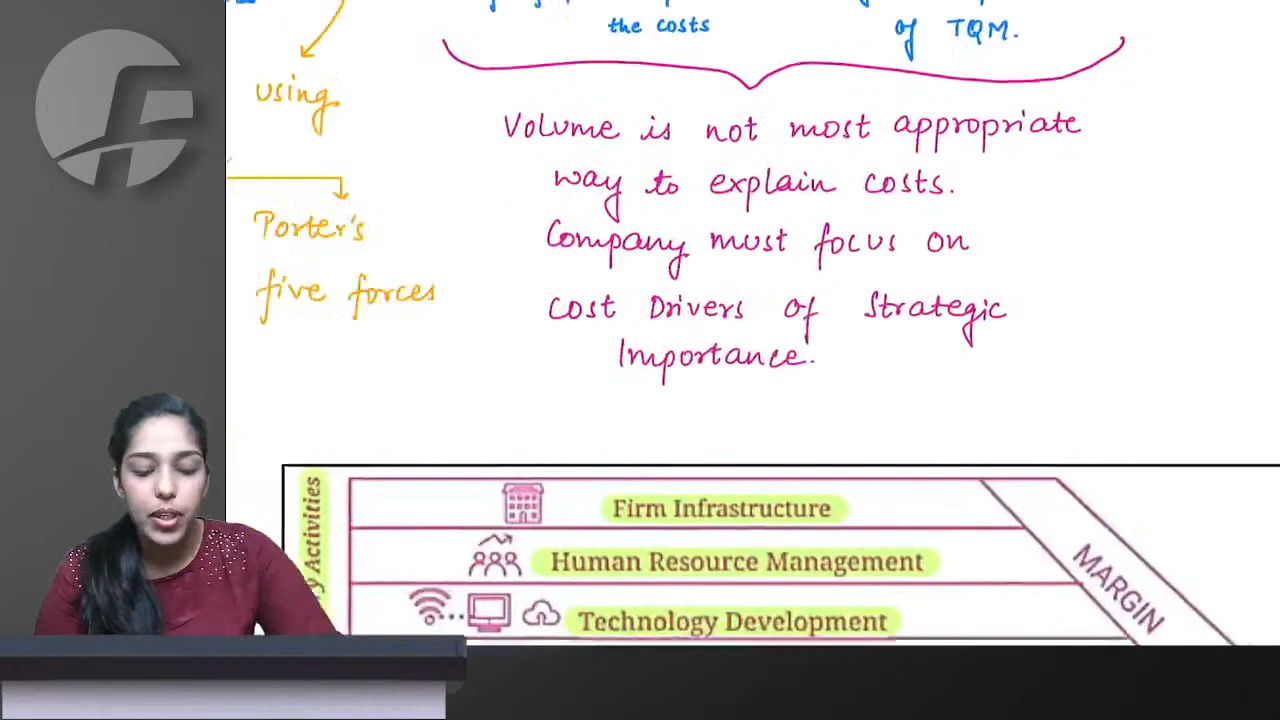 the costs
of TQM.
using
Volume is not most appropriate
way to explain costs.
Porter's
Company must focus on
five forces
Cost Drivers of Strategic
Importance.
Activities
Firm Infrastructure
Human Resource Management
Technology Development
MARGIN